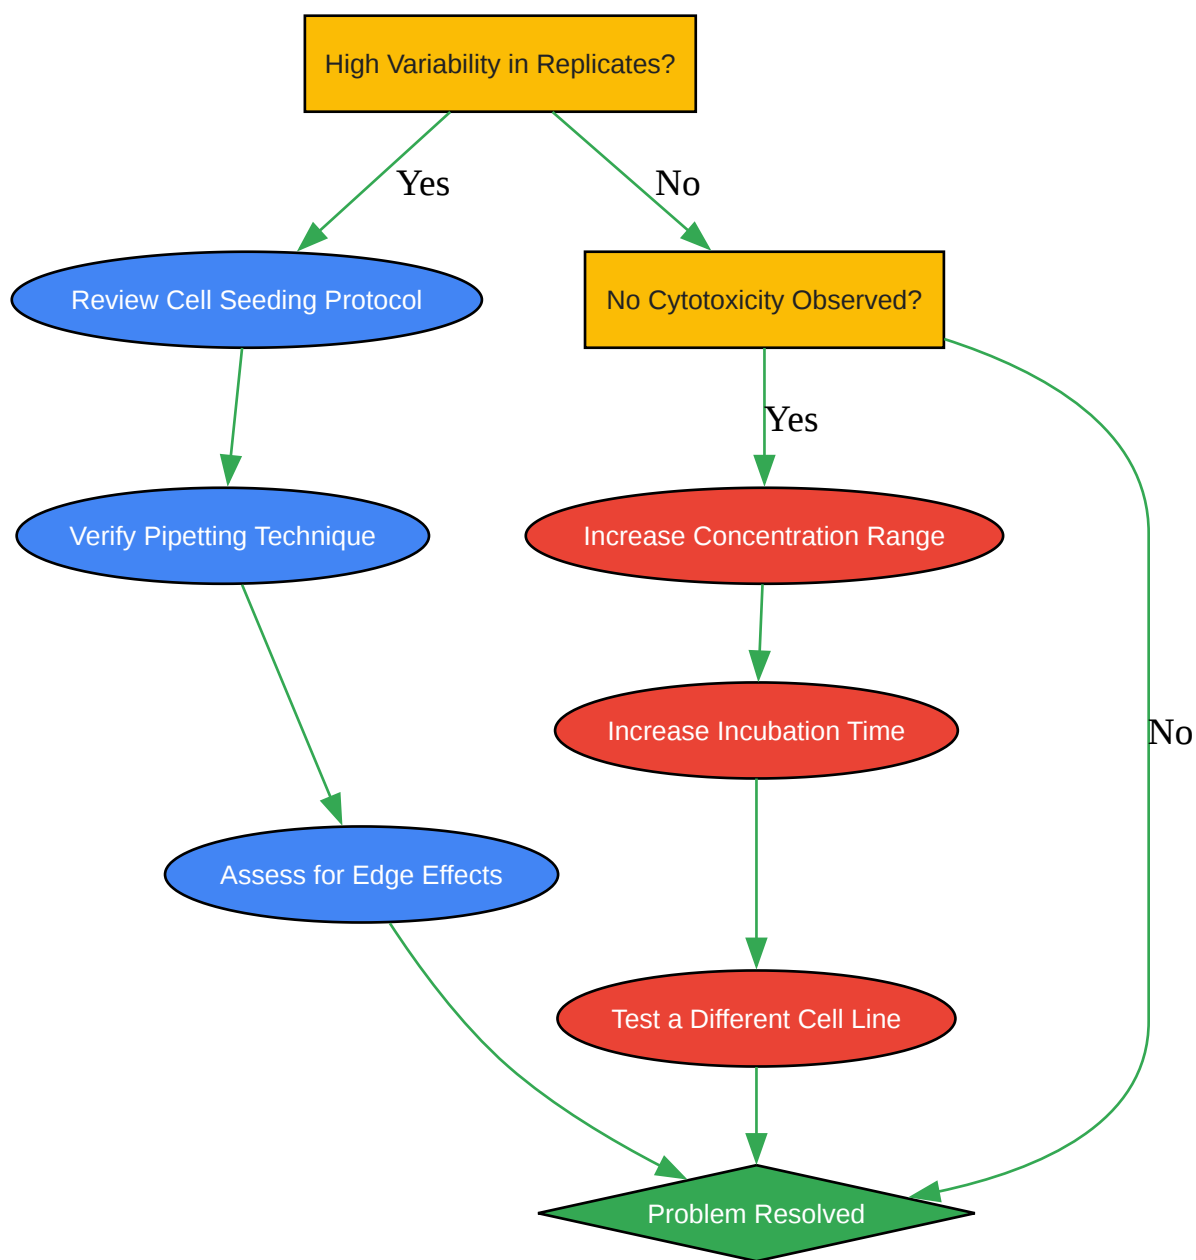 High Variability in Replicates?
Yes
No
Review Cell Seeding Protocol
No Cytotoxicity Observed?
Yes
Verify Pipetting Technique
Increase Concentration Range
Increase Incubation Time
No
Assess for Edge Effects
Test a Different Cell Line
Problem Resolved